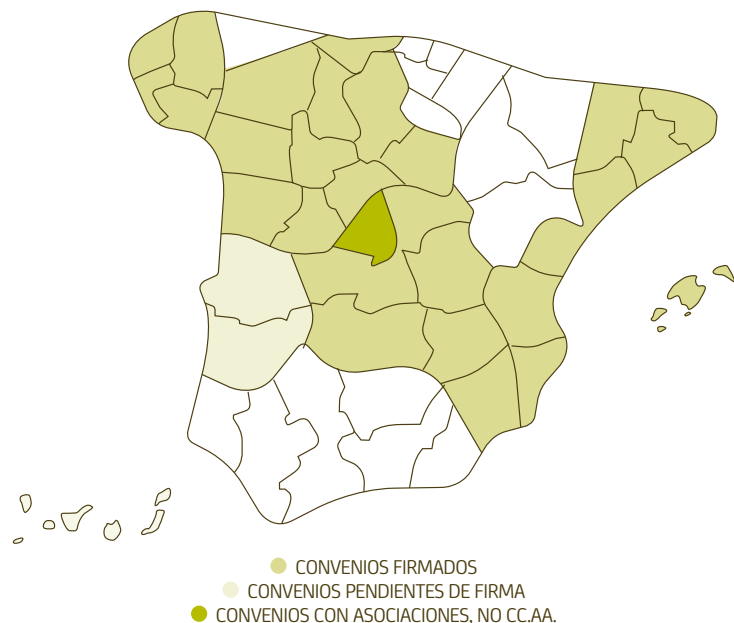 CONVENIOS FIRMADOS
CONVENIOS PENDIENTES DE FIRMA
CONVENIOS CON ASOCIACIONES, NO CC.AA.